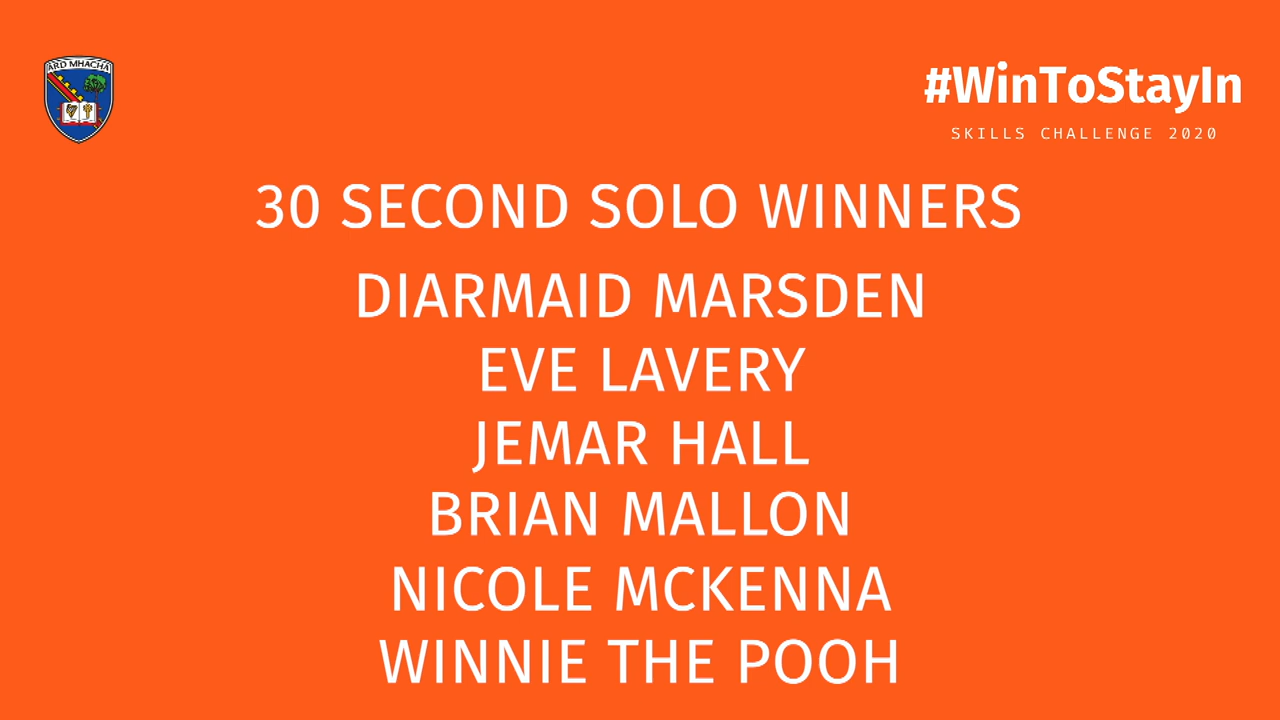 ARD MHACHA
#WinToStayIn
SKILLS CHALLENGE 2020
30 SECOND SOLO WINNERS
DIARMAID MARSDEN
EVE LAVERY
JEMAR HALL
BRIAN MALLON
NICOLE MCKENNA
WINNIE THE POOH